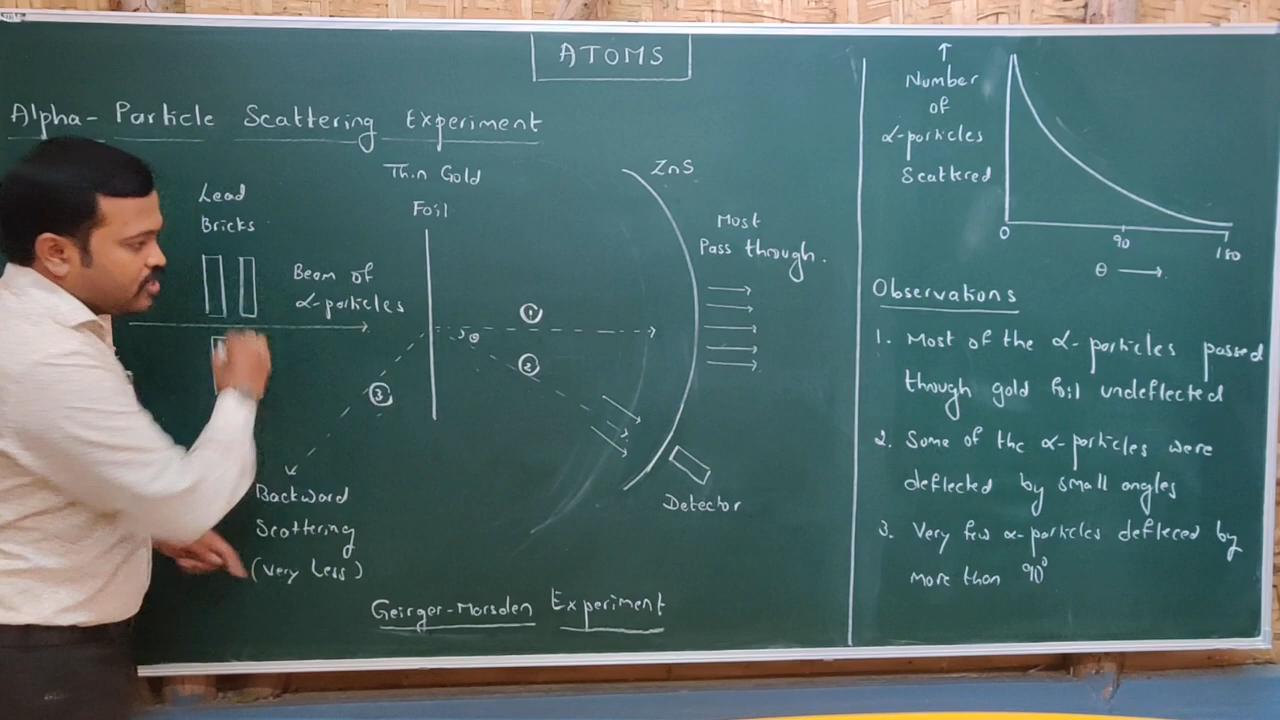 ATOMS
Alpha-Particle Scattering Experiment
Lead
Bricks
Beam of
α-particles
Thin Gold
Foil
ZnS
Most
Pass through.
1
θ
2
3
Backward
Scattering
(Very Less)
Detector
Geirger-Marsden Experiment
↑
Number
of
α-particles
Scattered
0
90
180
θ →
Observations
1. Most of the α-particles passed
through gold foil undeflected
2. Some of the α-particles were
deflected by small angles
3. Very few α-particles deflered by
more than 90°